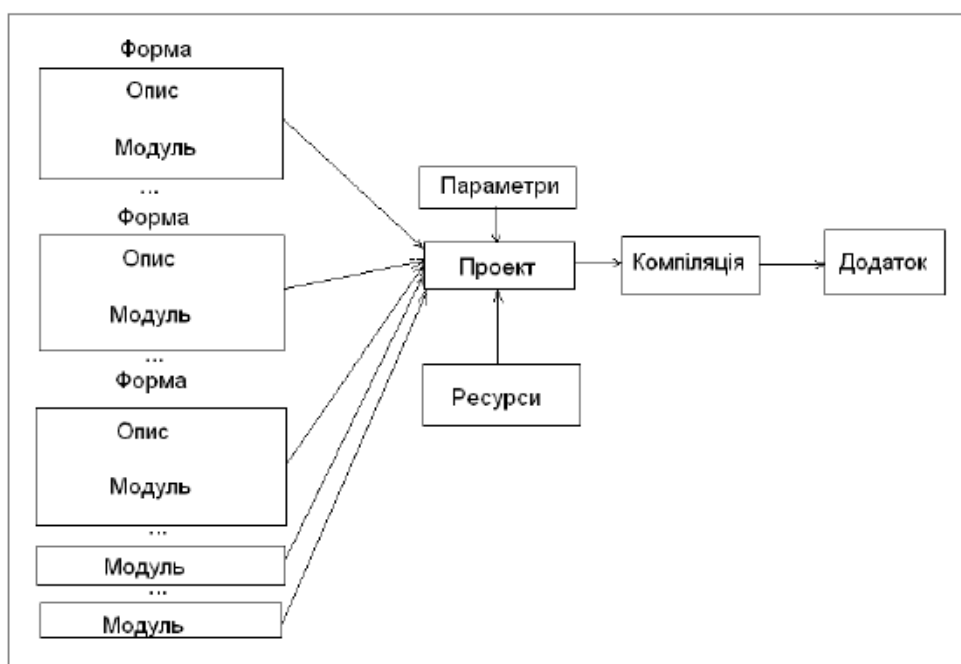 Форма
Опис
Модуль
...
Форма
Опис
Модуль
...
Форма
Опис
Модуль
...
Модуль
...
Модуль
Параметри
Проект
Ресурси
Компіляція
Додаток